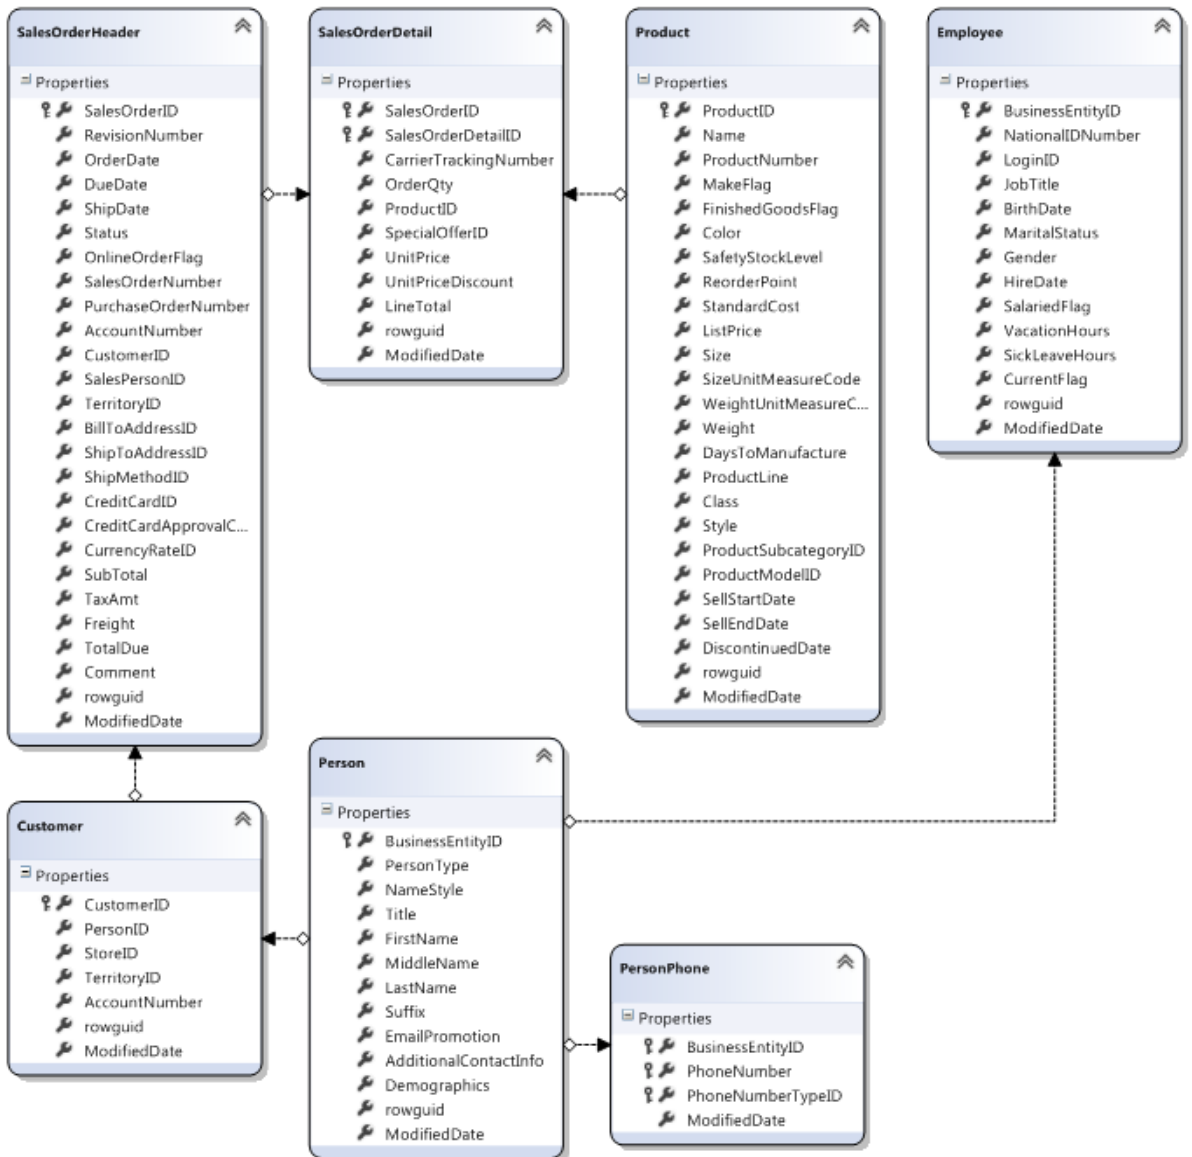 SalesOrderHeader
Properties
SalesOrderID
RevisionNumber
OrderDate
DueDate
ShipDate
Status
OnlineOrderFlag
SalesOrderNumber
PurchaseOrderNumber
AccountNumber
CustomerID
SalesPersonID
TerritoryID
BillToAddressID
ShipToAddressID
ShipMethodID
CreditCardID
CreditCardApprovalC...
CurrencyRateID
SubTotal
TaxAmt
Freight
TotalDue
Comment
rowguid
ModifiedDate
SalesOrderDetail
Properties
SalesOrderID
SalesOrderDetailID
CarrierTrackingNumber
OrderQty
ProductID
SpecialOfferID
UnitPrice
UnitPriceDiscount
LineTotal
rowguid
ModifiedDate
Product
Properties
ProductID
Name
ProductNumber
MakeFlag
FinishedGoodsFlag
Color
SafetyStockLevel
ReorderPoint
StandardCost
ListPrice
Size
SizeUnitMeasureCode
WeightUnitMeasureC...
Weight
DaysToManufacture
ProductLine
Class
Style
ProductSubcategoryID
ProductModelID
SellStartDate
SellEndDate
DiscontinuedDate
rowguid
ModifiedDate
Employee
Properties
BusinessEntityID
NationalIDNumber
LoginID
JobTitle
BirthDate
MaritalStatus
Gender
HireDate
SalariedFlag
VacationHours
SickLeaveHours
CurrentFlag
rowguid
ModifiedDate
Customer
Properties
CustomerID
PersonID
StoreID
TerritoryID
AccountNumber
rowguid
ModifiedDate
Person
Properties
BusinessEntityID
PersonType
NameStyle
Title
FirstName
MiddleName
LastName
Suffix
EmailPromotion
AdditionalContactInfo
Demographics
rowguid
ModifiedDate
PersonPhone
Properties
BusinessEntityID
PhoneNumber
PhoneNumberTypeID
ModifiedDate